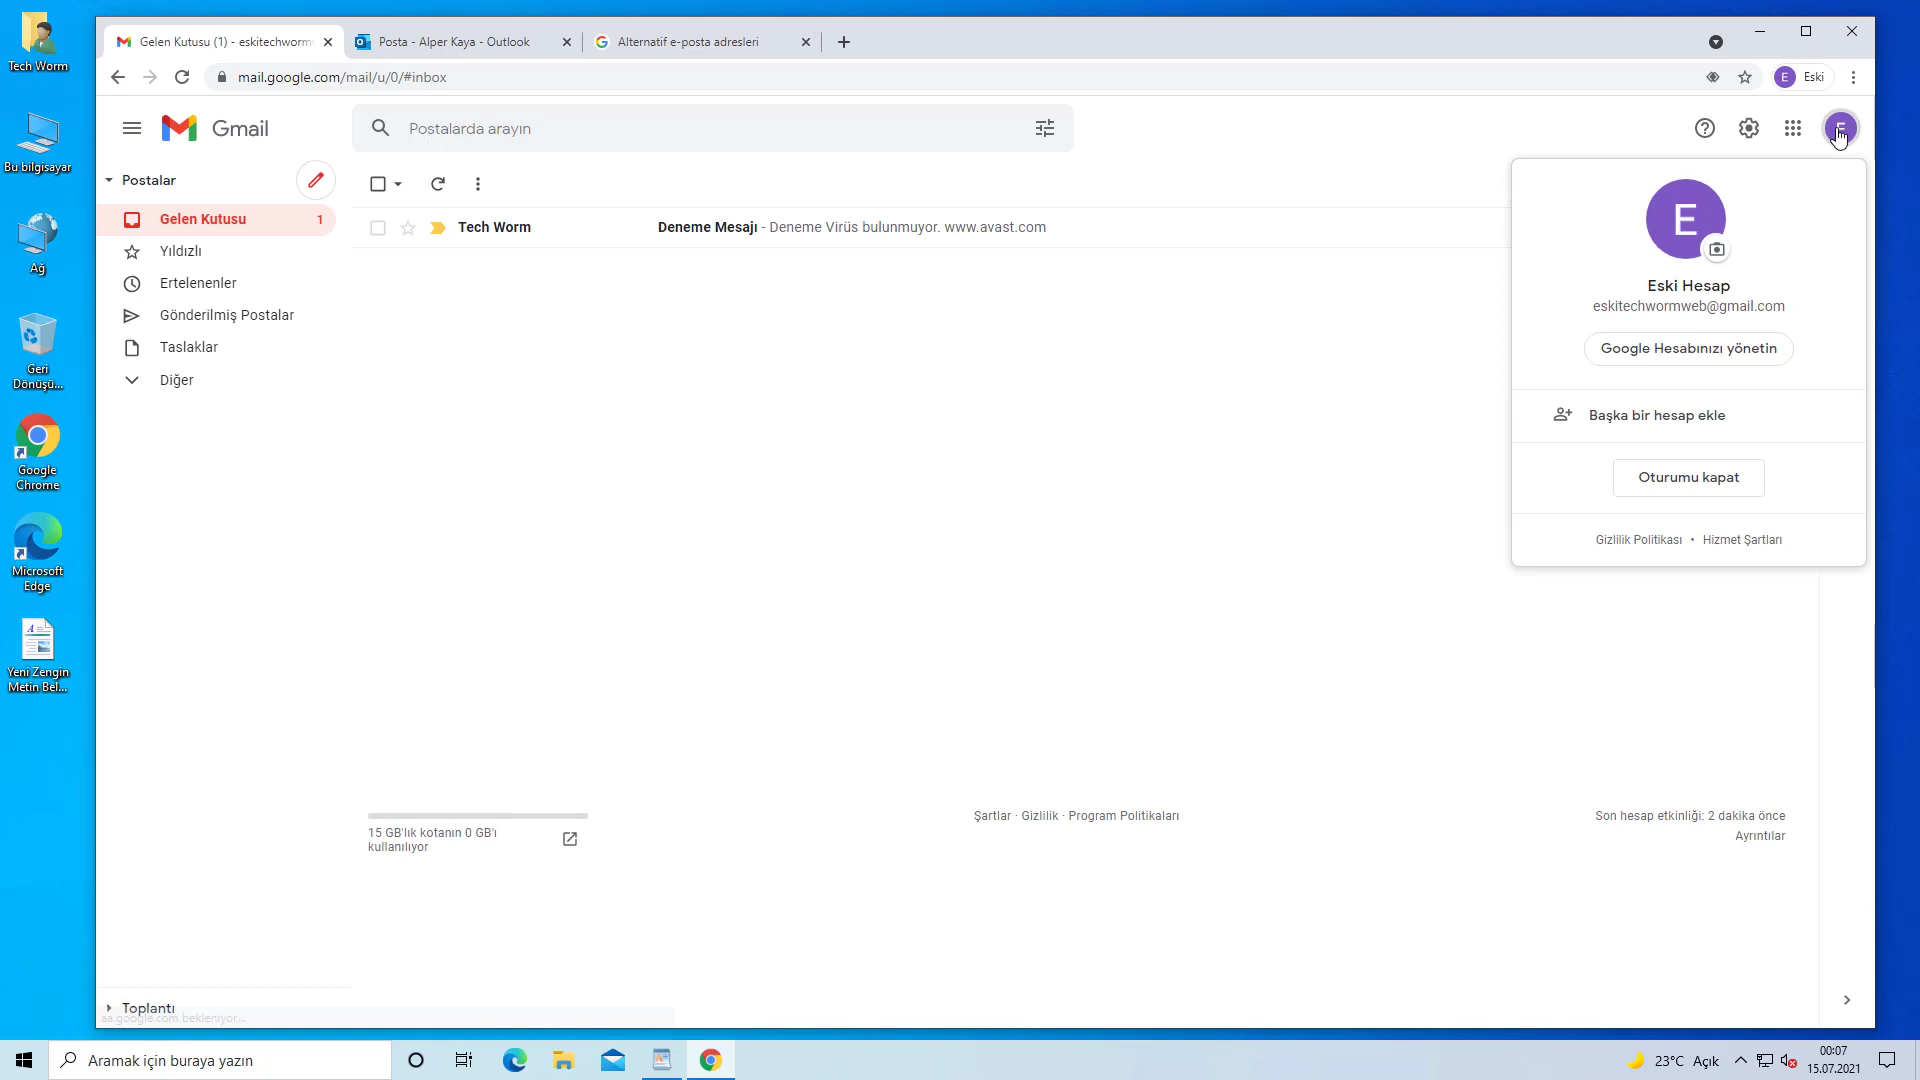 Tech Worm
Bu bilgisayar
Ağ
Geri
Dönüşü...
Google
Chrome
Microsoft
Edge
Yeni Zengin
Metin Bel...
Gelen Kutusu (1) - eskitechworm
Posta - Alper Kaya - Outlook
Alternatif e-posta adresleri
mail.google.com/mail/u/0/#inbox
E Eski
Gmail
Postalarda arayın
Postalar
Gelen Kutusu 1
Yıldızlı
Ertelenenler
Gönderilmiş Postalar
Taslaklar
Diğer
Tech Worm Deneme Mesajı - Deneme Virüs bulunmuyor. www.avast.com
E
Eski Hesap
eskitechwormweb@gmail.com
Google Hesabınızı yönetin
Başka bir hesap ekle
Oturumu kapat
Gizlilik Politikası • Hizmet Şartları
15 GB'lık kotanın 0 GB'ı
kullanılıyor
Şartlar · Gizlilik · Program Politikaları
Son hesap etkinliği: 2 dakika önce
Ayrıntılar
Toplantı
aa.google.com bekleniyor...
Aramak için buraya yazın
23°C Açık
00:07
15.07.2021